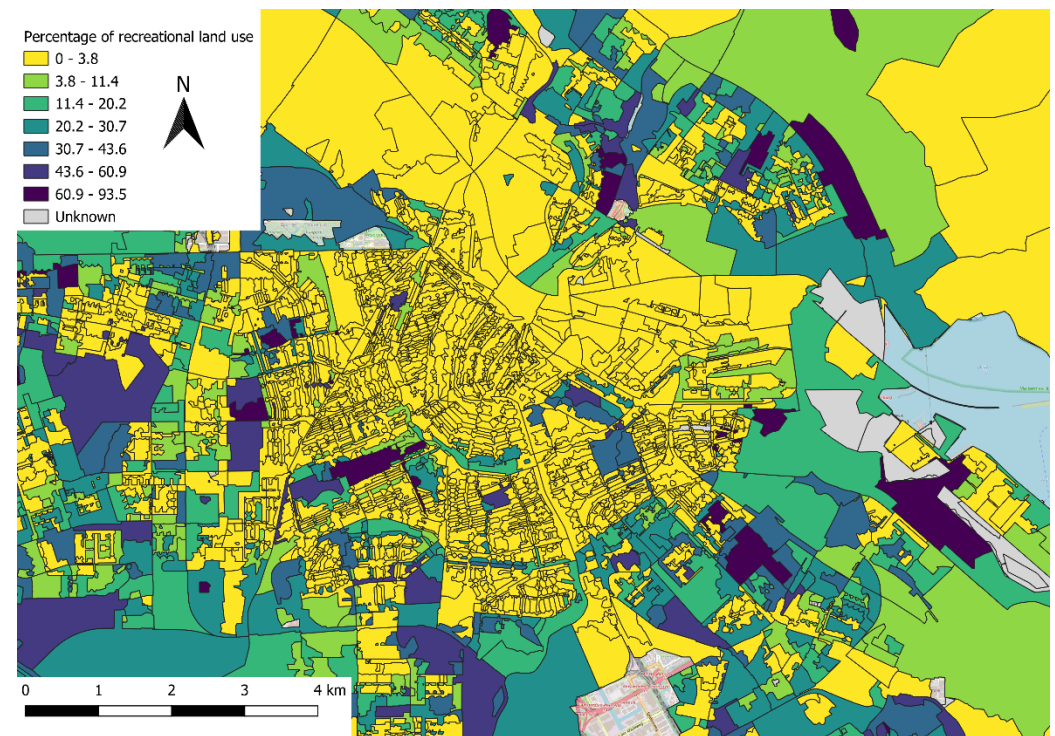 Percentage of recreational land use
0 - 3.8
3.8 - 11.4
11.4 - 20.2
20.2 - 30.7
30.7 - 43.6
43.6 - 60.9
60.9 - 93.5
Unknown
N
0 1 2 3 4 km